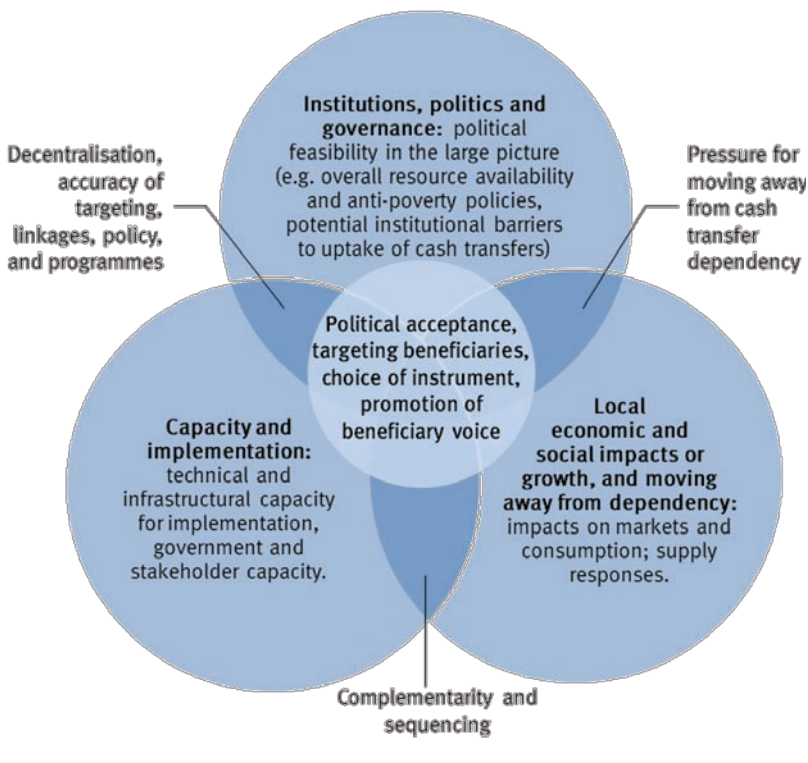 Institutions, politics and
governance: political
feasibility in the large picture
(e.g. overall resource availability
and anti-poverty policies,
potential institutional barriers
to uptake of cash transfers)
Decentralisation,
accuracy of
targeting,
linkages, policy,
and programmes
Pressure for
moving away
from cash
transfer
dependency
Political acceptance,
targeting beneficiaries,
choice of instrument,
promotion of
beneficiary voice
Capacity and
implementation:
technical and
infrastructural capacity
for implementation,
government and
stakeholder capacity.
Local
economic and
social impacts or
growth, and moving
away from dependency:
impacts on markets and
consumption; supply
responses.
Complementarity and
sequencing